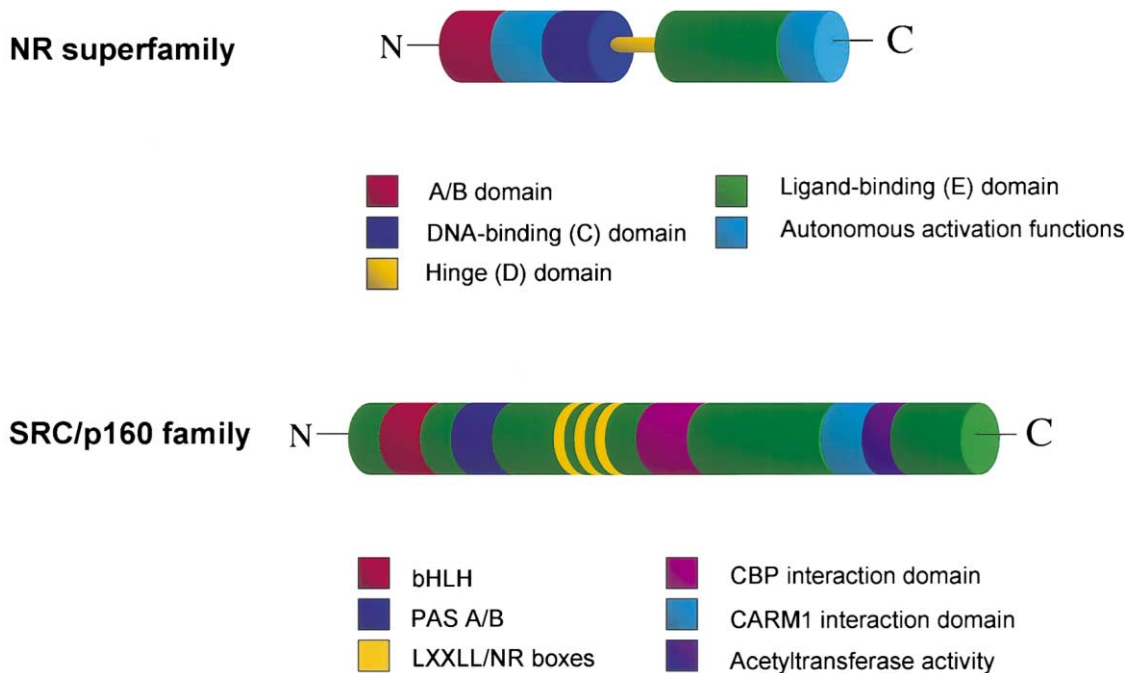 NR superfamily
N
C
A/B domain
DNA-binding (C) domain
Hinge (D) domain
Ligand-binding (E) domain
Autonomous activation functions
SRC/p160 family
N
C
bHLH
PAS A/B
LXXLL/NR boxes
CBP interaction domain
CARM1 interaction domain
Acetyltransferase activity